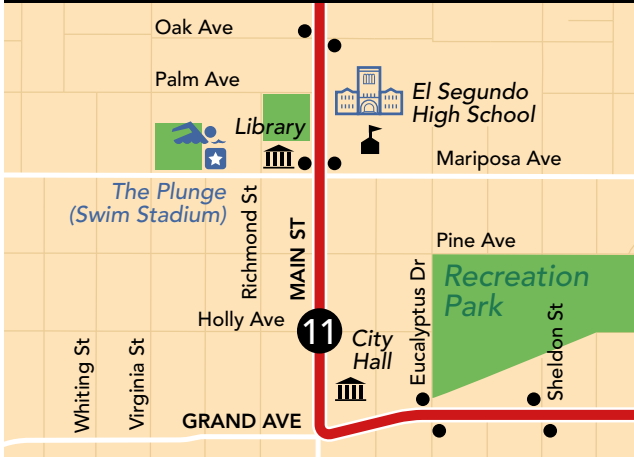 Oak Ave
Palm Ave
El Segundo
High School
Library
Mariposa Ave
The Plunge
(Swim Stadium)
Richmond St
MAIN ST
Pine Ave
Recreation
Park
Eucalyptus Dr
Holly Ave
11
City
Hall
Sheldon St
Whiting St
Virginia St
GRAND AVE